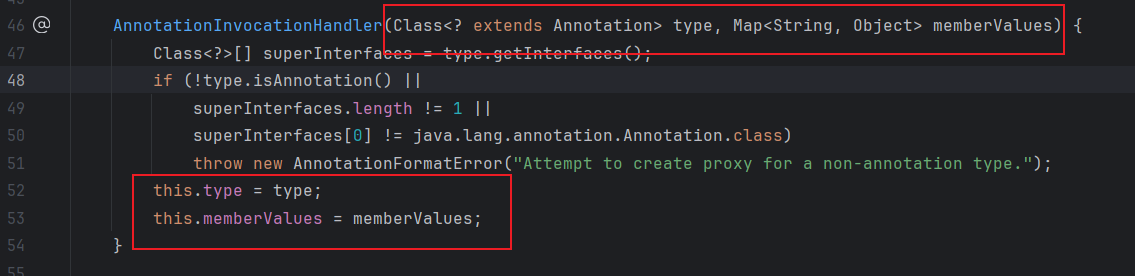 46 @ AnnotationInvocationHandler(Class<? extends Annotation> type, Map<String, Object> memberValues) {
47 Class<?>[] superInterfaces = type.getInterfaces();
48 if (!type.isAnnotation() ||
49 superInterfaces.length != 1 ||
50 superInterfaces[0] != java.lang.annotation.Annotation.class)
51 throw new AnnotationFormatError("Attempt to create proxy for a non-annotation type.");
52 this.type = type;
53 this.memberValues = memberValues;
54 }
55